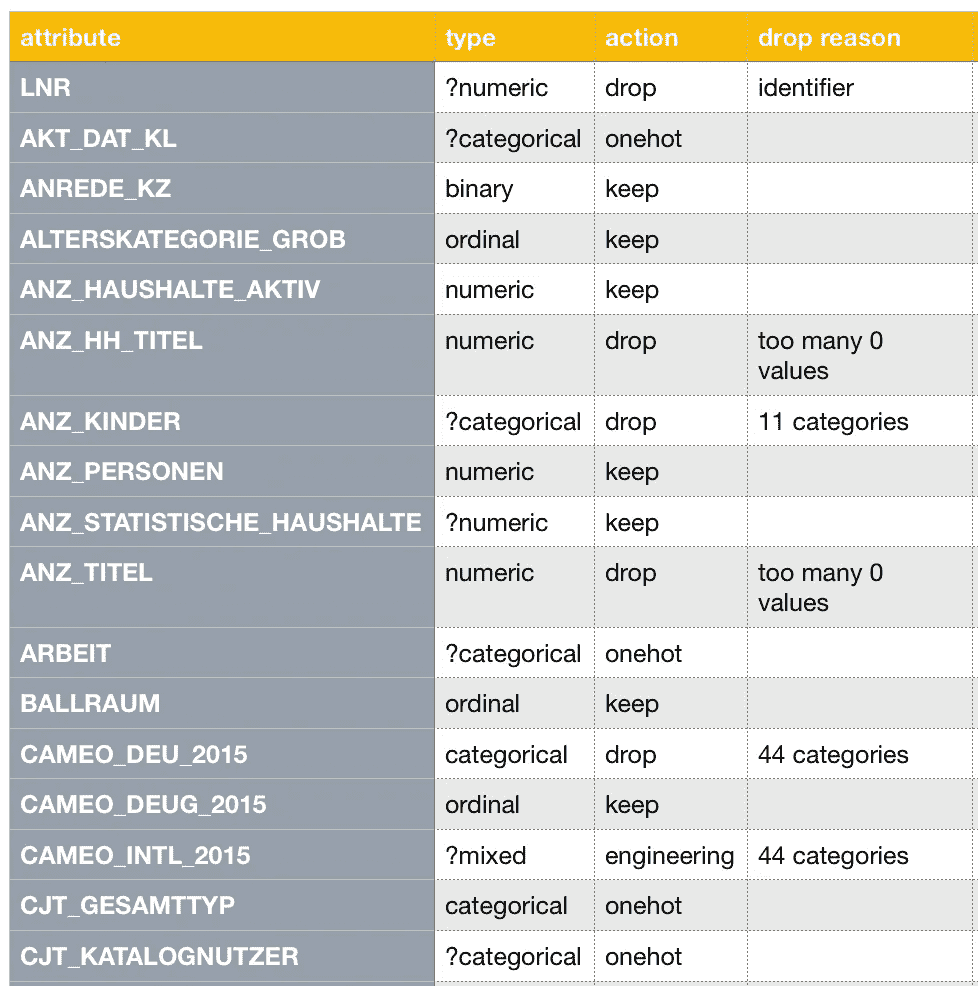 attribute type action drop reason
LNR ?numeric drop identifier
AKT_DAT_KL ?categorical onehot
ANREDE_KZ binary keep
ALTERSKATEGORIE_GROB ordinal keep
ANZ_HAUSHALTE_AKTIV numeric keep
ANZ_HH_TITEL numeric drop too many 0
values
ANZ_KINDER ?categorical drop 11 categories
ANZ_PERSONEN numeric keep
ANZ_STATISTISCHE_HAUSHALTE ?numeric keep
ANZ_TITEL numeric drop too many 0
values
ARBEIT ?categorical onehot
BALLRAUM ordinal keep
CAMEO_DEU_2015 categorical drop 44 categories
CAMEO_DEUG_2015 ordinal keep
CAMEO_INTL_2015 ?mixed engineering 44 categories
CJT_GESAMTTYP categorical onehot
CJT_KATALOGNUTZER ?categorical onehot